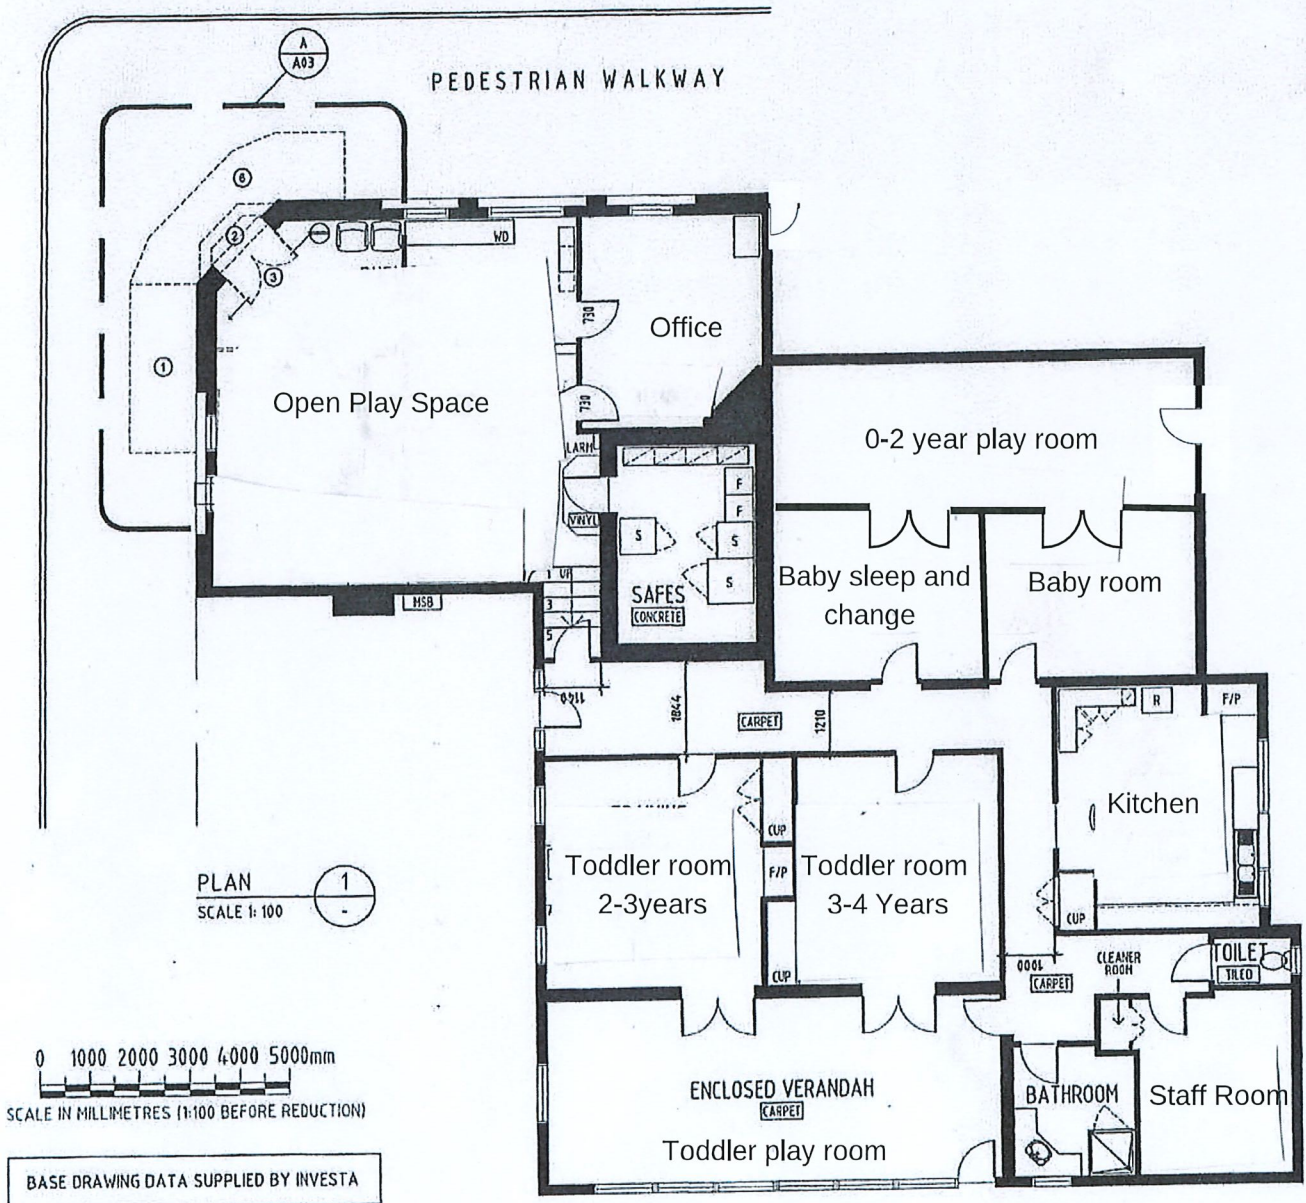 A
A03
PEDESTRIAN WALKWAY
6
2
3
1
WD
730
Office
Open Play Space
730
LARM
0-2 year play room
F
F
VINYL
S
S
S
Baby sleep and
change
Baby room
1 UP
3
5
SAFES
CONCRETE
MSB
1140
1844
CARPET
1210
R
F/P
Kitchen
CUP
Toddler room
2-3years
F/P
Toddler room
3-4 Years
CUP
CUP
PLAN
SCALE 1:100
1
-
1000
CARPET
CLEANER
ROOM
TOILET
TILED
0 1000 2000 3000 4000 5000mm
SCALE IN MILLIMETRES (1:100 BEFORE REDUCTION)
ENCLOSED VERANDAH
CARPET
Toddler play room
BATHROOM
Staff Room
BASE DRAWING DATA SUPPLIED BY INVESTA